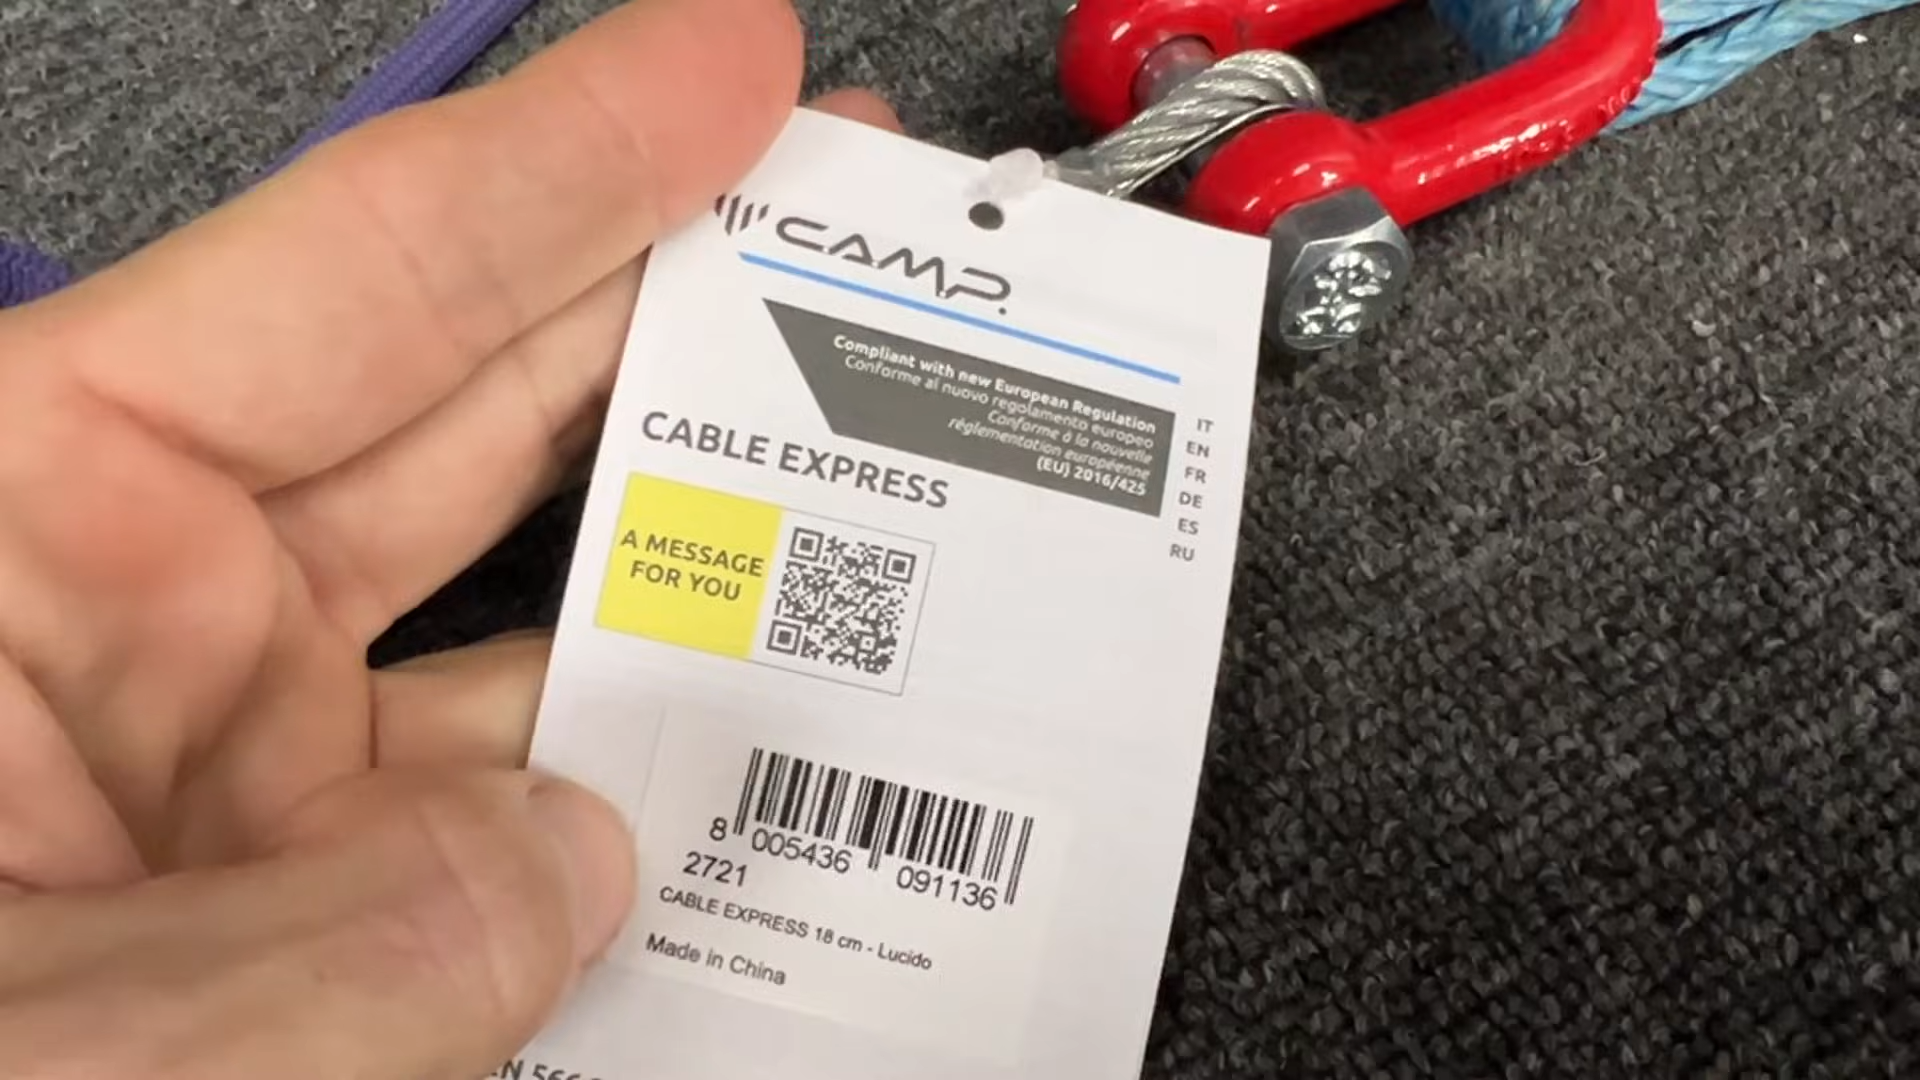 CAMP
Compliant with new European Regulation
Conforme al nuovo regolamento europeo
Conforme à la nouvelle
réglementation européenne
(EU) 2016/425
IT
EN
FR
DE
ES
RU
CABLE EXPRESS
A MESSAGE
FOR YOU
8 005436 091136
2721
CABLE EXPRESS 18 cm - Lucido
Made in China